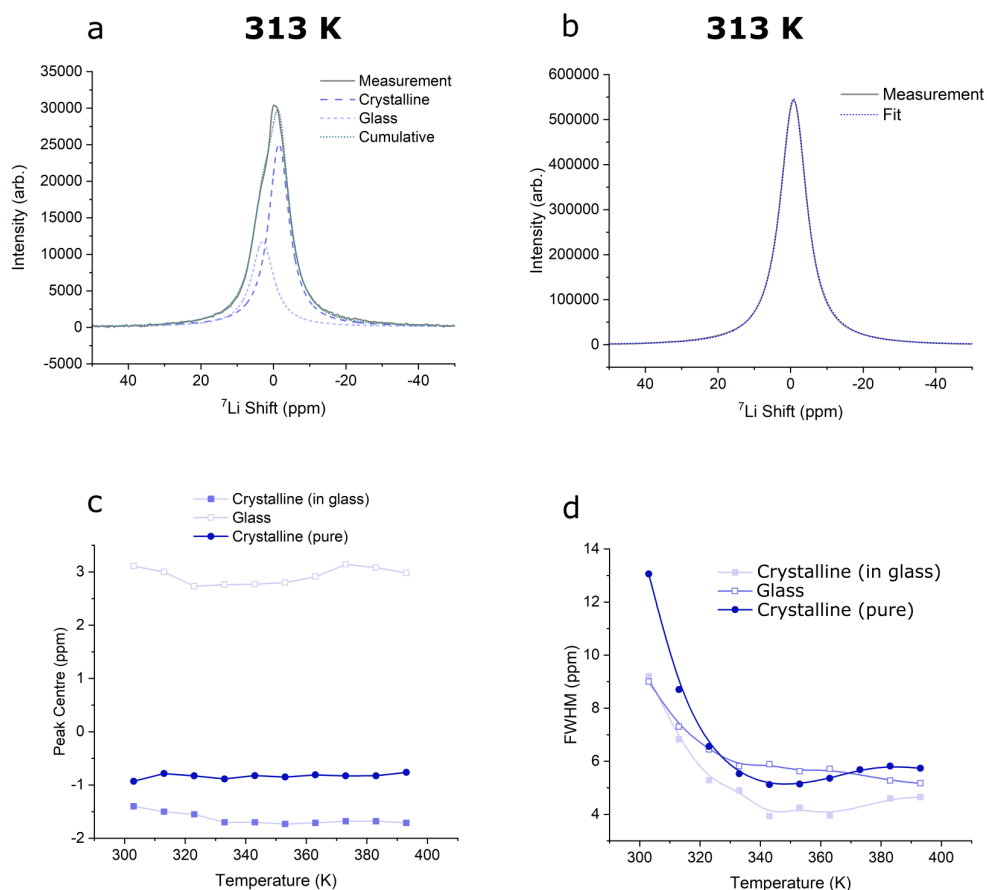 a
313 K
Measurement
Crystalline
Glass
Cumulative
35000
30000
25000
20000
15000
10000
5000
0
-5000
Intensity (arb.)
40
20
0
-20
-40
⁷Li Shift (ppm)
b
313 K
Measurement
Fit
600000
500000
400000
300000
200000
100000
0
Intensity (arb.)
40
20
0
-20
-40
⁷Li Shift (ppm)
c
Crystalline (in glass)
Glass
Crystalline (pure)
3
2
1
0
-1
-2
Peak Centre (ppm)
300
320
340
360
380
400
Temperature (K)
d
Crystalline (in glass)
Glass
Crystalline (pure)
14
12
10
8
6
4
FWHM (ppm)
300
320
340
360
380
400
Temperature (K)